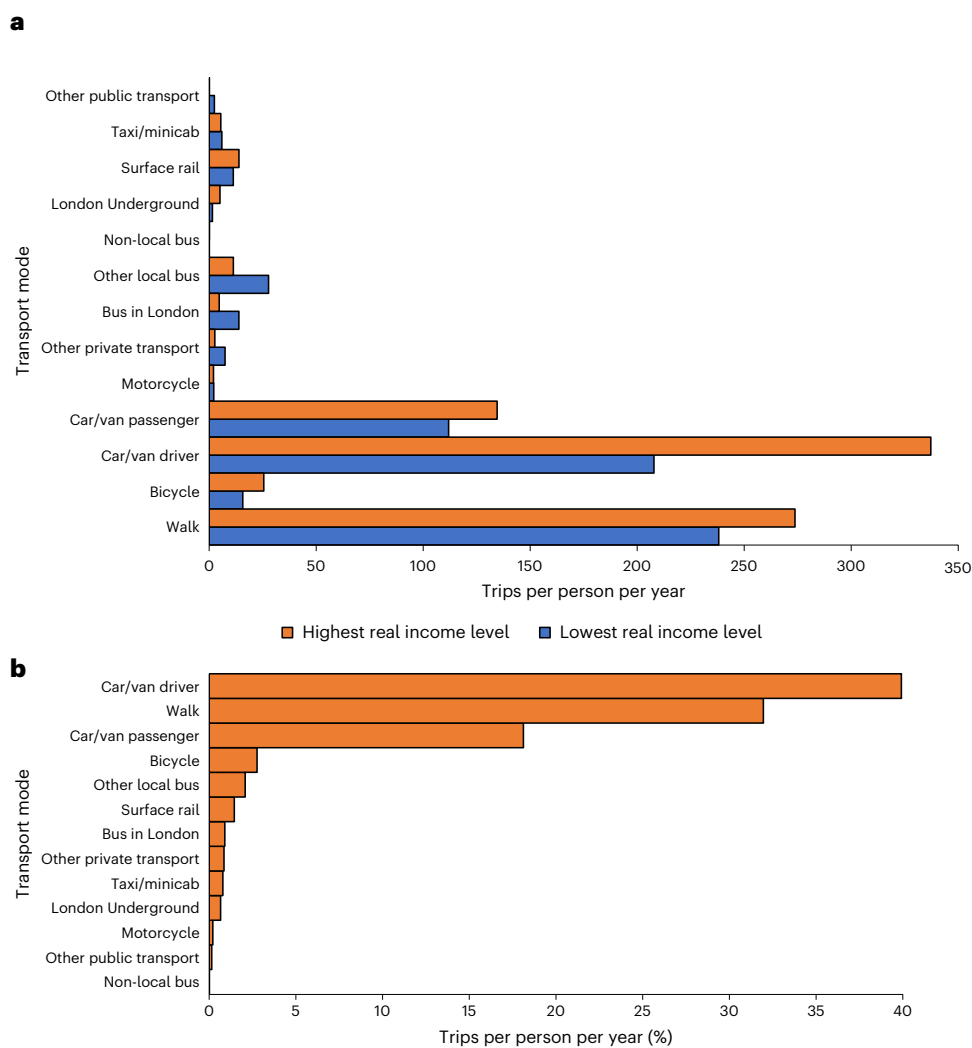 a
Transport mode
Other public transport
Taxi/minicab
Surface rail
London Underground
Non-local bus
Other local bus
Bus in London
Other private transport
Motorcycle
Car/van passenger
Car/van driver
Bicycle
Walk
0 50 100 150 200 250 300 350
Trips per person per year
Highest real income level Lowest real income level
b
Transport mode
Car/van driver
Walk
Car/van passenger
Bicycle
Other local bus
Surface rail
Bus in London
Other private transport
Taxi/minicab
London Underground
Motorcycle
Other public transport
Non-local bus
0 5 10 15 20 25 30 35 40
Trips per person per year (%)